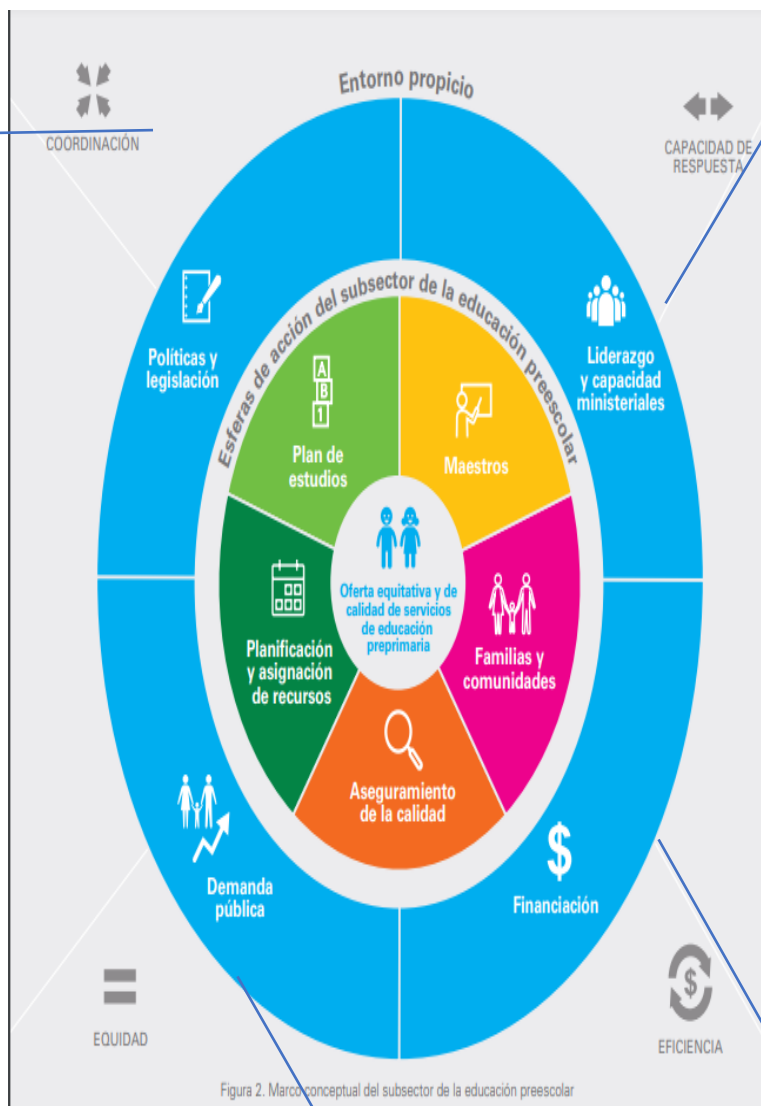 Entorno propicio
COORDINACIÓN
CAPACIDAD DE
RESPUESTA
Políticas y
legislación
Liderazgo
y capacidad
ministeriales
Esferas de acción del subsector de la educación preescolar
A
B
1
Plan de
estudios
Maestros
Oferta equitativa y de
calidad de servicios
de educación
preprimaria
Planificación
y asignación
de recursos
Familias y
comunidades
Aseguramiento
de la calidad
Demanda
pública
$
Financiación
EQUIDAD
$
EFICIENCIA
Figura 2. Marco conceptual del subsector de la educación preescolar